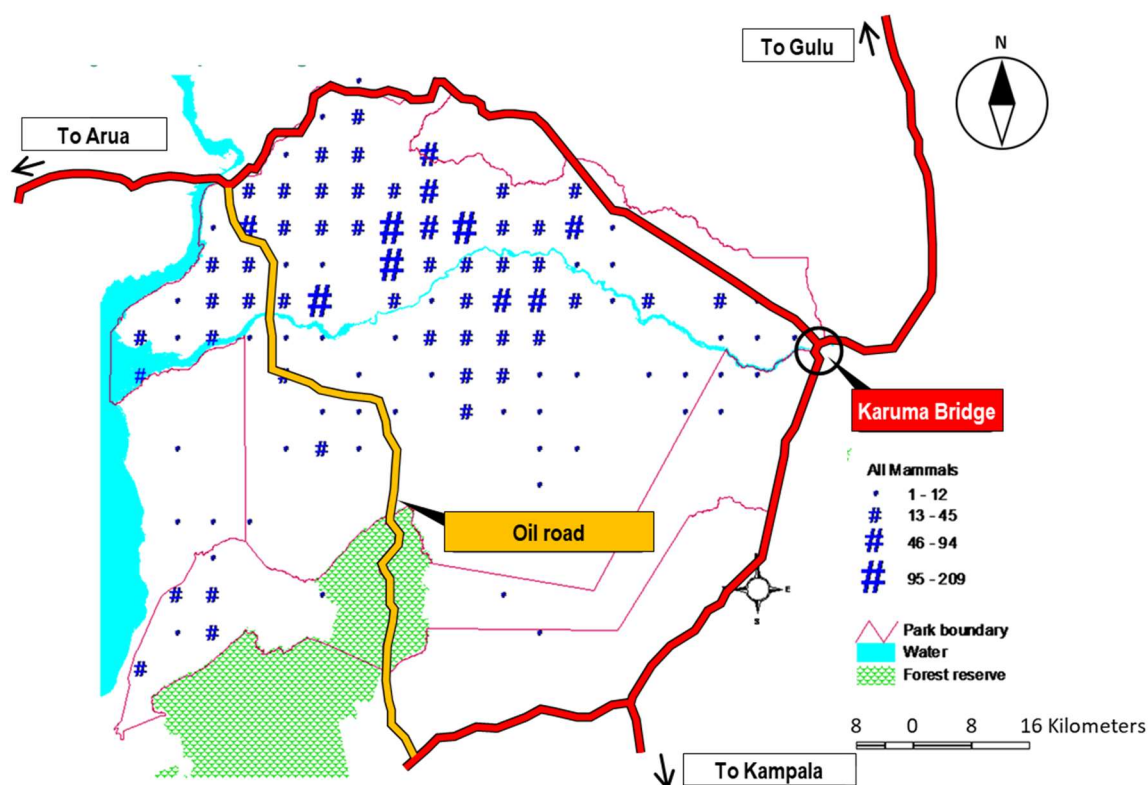 To Gulu
N
To Arua
Karuma Bridge
All Mammals
1 - 12
# 13 - 45
# 46 - 94
# 95 - 209
Oil road
E
S
Park boundary
Water
Forest reserve
8 0 8 16 Kilometers
To Kampala